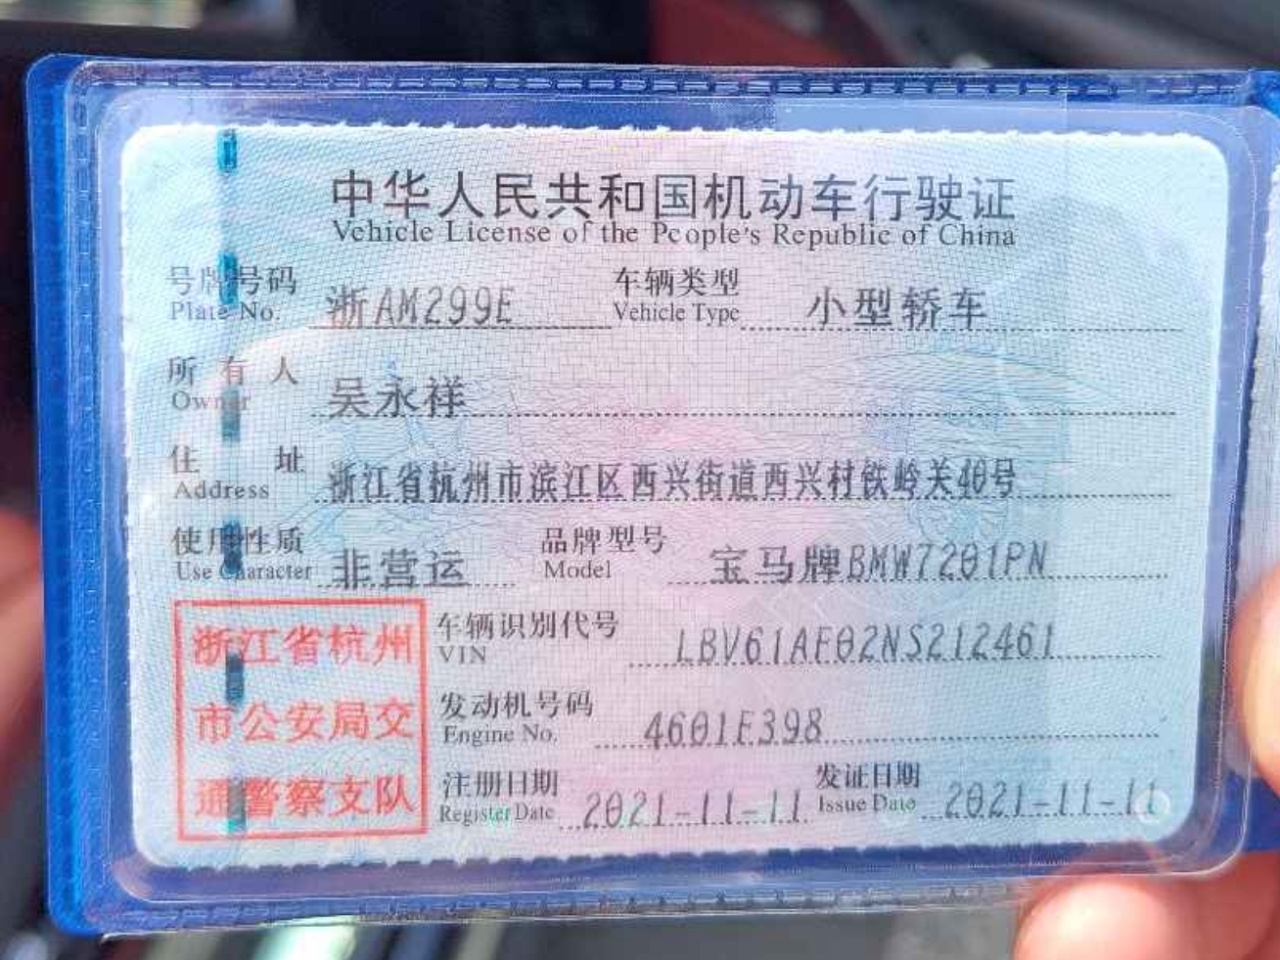 中华人民共和国机动车行驶证
Vehicle License of the People's Republic of China
号牌号码 浙AM299E 车辆类型 小型轿车
Plate No. Vehicle Type
所有人 吴永祥
Owner
住址 浙江省杭州市滨江区西兴街道西兴村铁岭关40号
Address
使用性质 非营运 品牌型号 宝马牌BMW7201PN
Use Character Model
浙江省杭州
市公安局交
通警察支队
车辆识别代号 LBV61AF02NS212461
VIN
发动机号码 4601F398
Engine No.
注册日期 2021-11-11 发证日期 2021-11-11
Register Date Issue Date